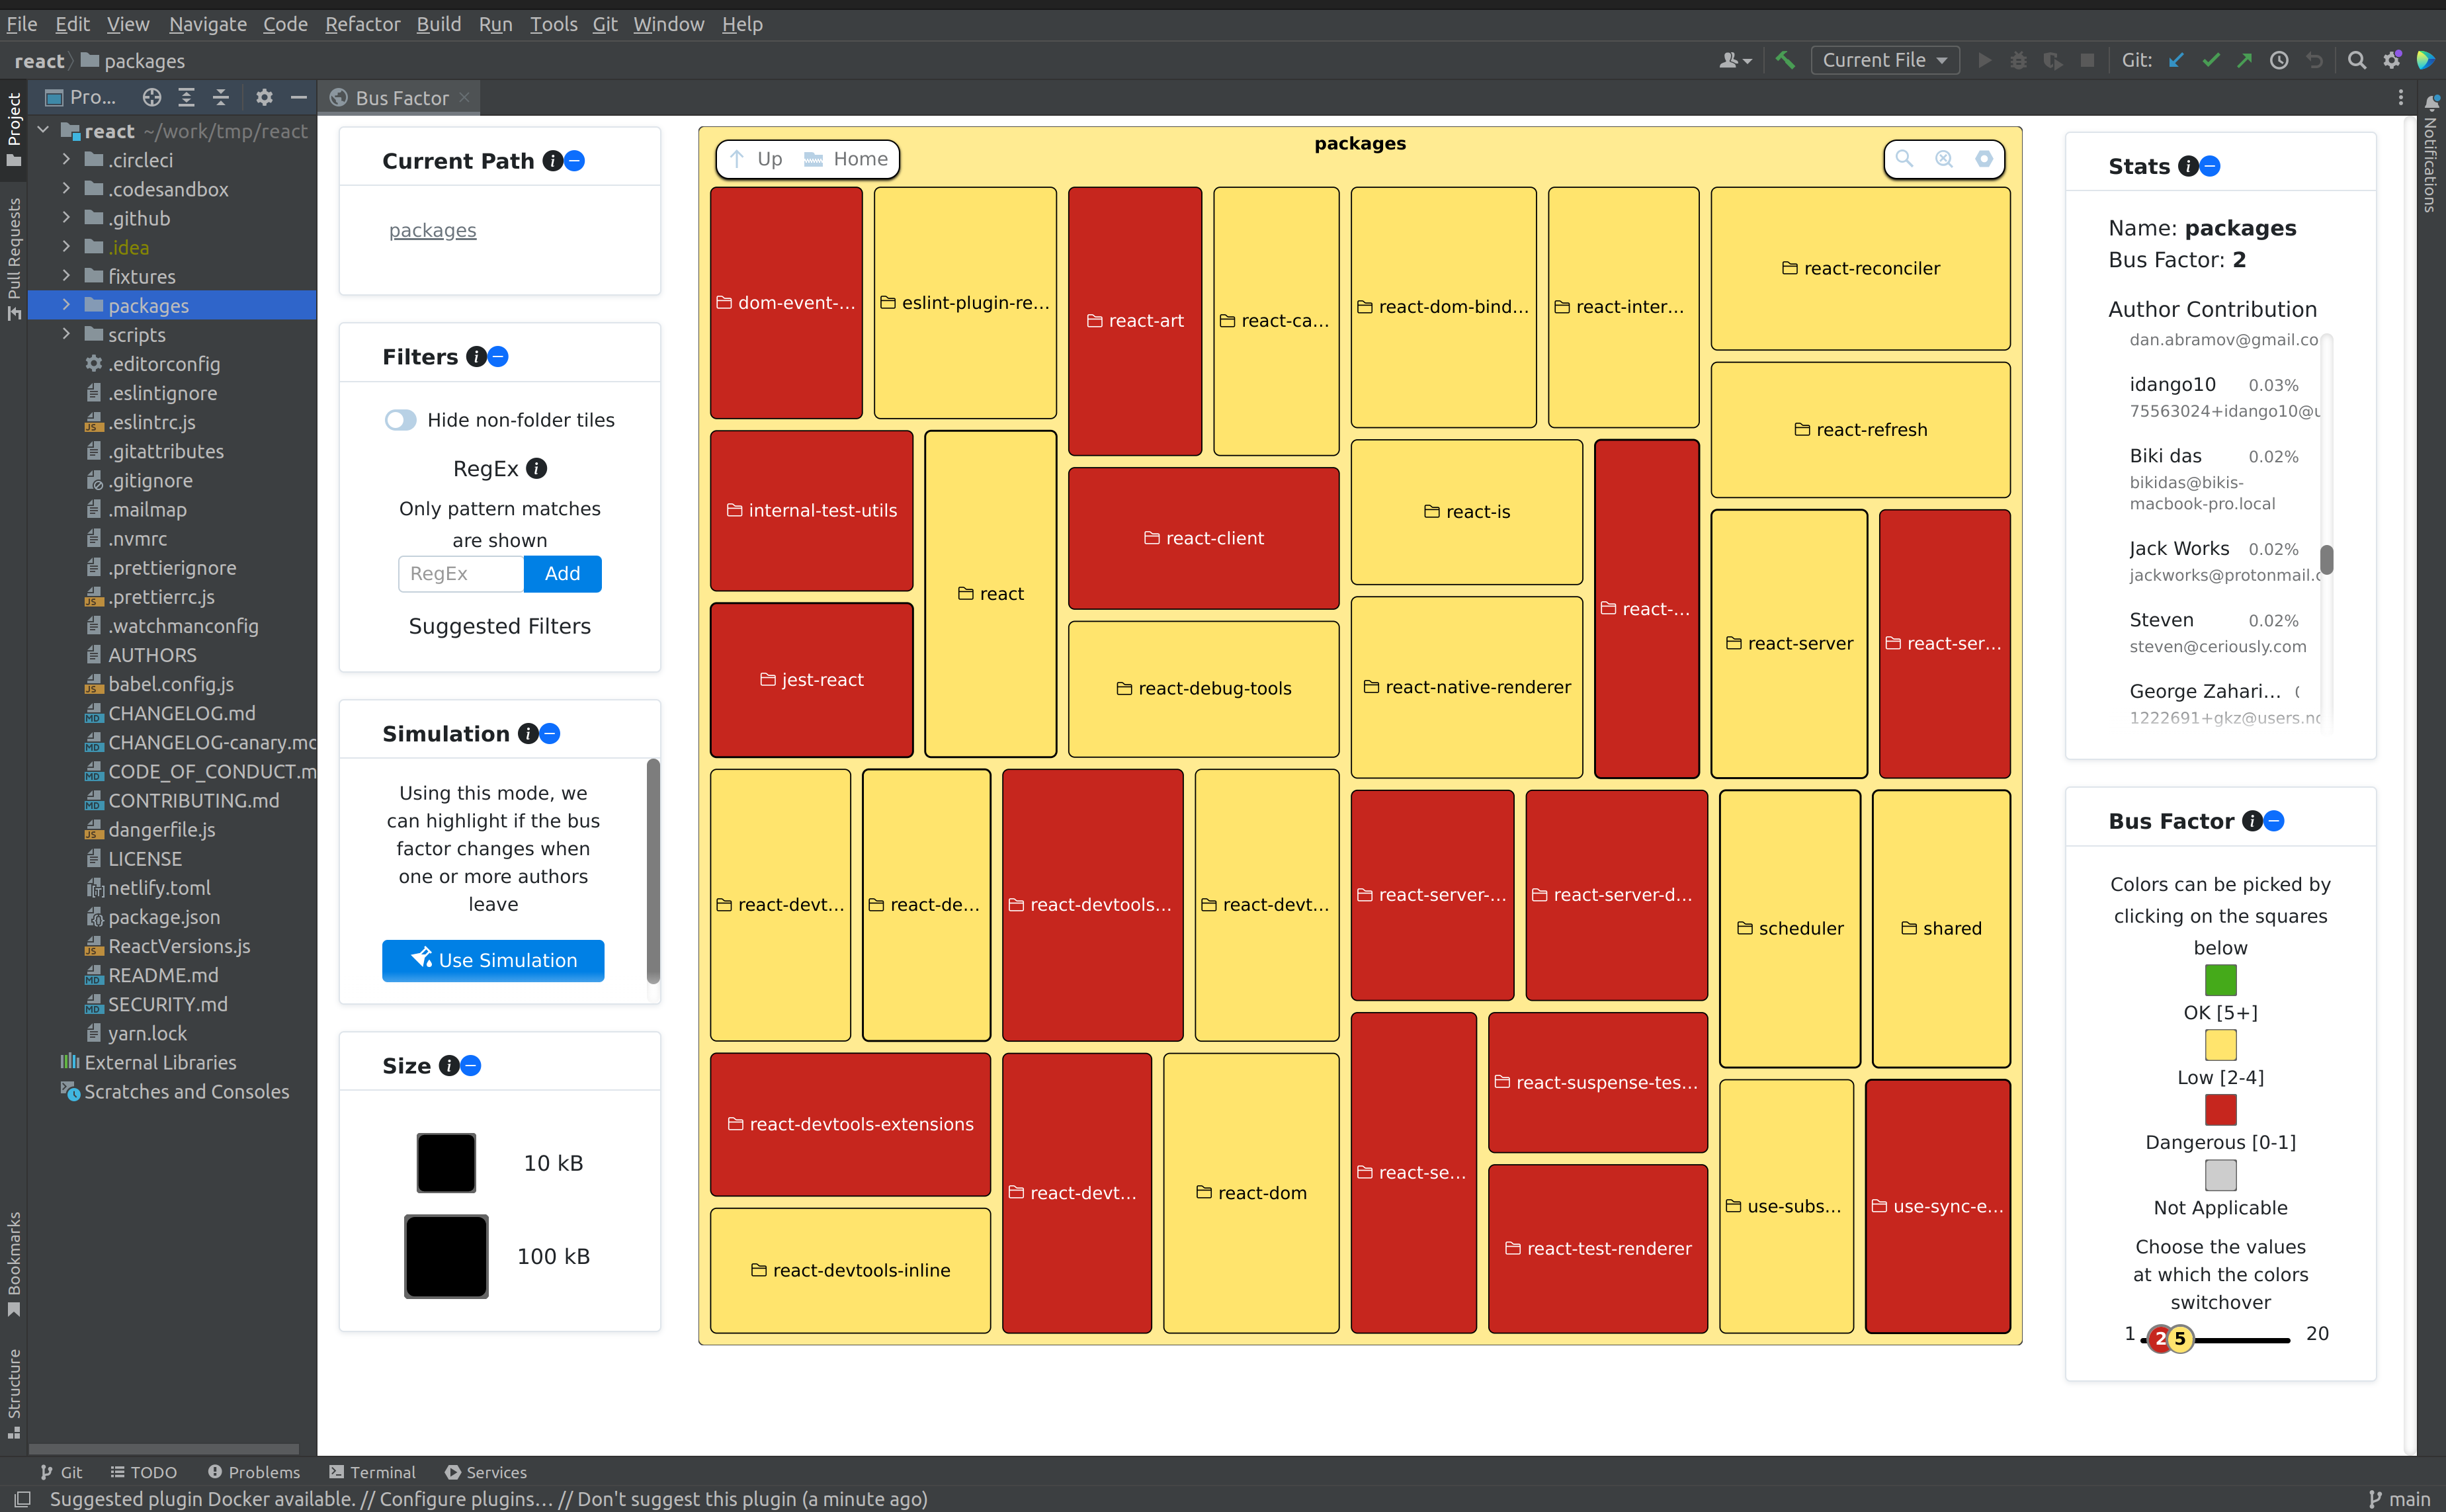 File Edit View Navigate Code Refactor Build Run Tools Git Window Help
react packages
Current File
Git:
Project
Pull Requests
Bookmarks
Structure
Notifications
Pro...
Bus Factor
react ~/work/tmp/react
.circleci
.codesandbox
.github
.idea
fixtures
packages
scripts
.editorconfig
.eslintignore
.eslintrc.js
.gitattributes
.gitignore
.mailmap
.nvmrc
.prettierignore
.prettierrc.js
.watchmanconfig
AUTHORS
babel.config.js
CHANGELOG.md
CHANGELOG-canary.md
CODE_OF_CONDUCT.m
CONTRIBUTING.md
dangerfile.js
LICENSE
netlify.toml
package.json
ReactVersions.js
README.md
SECURITY.md
yarn.lock
External Libraries
Scratches and Consoles
Current Path
packages
Filters
Hide non-folder tiles
RegEx
Only pattern matches
are shown
RegEx Add
Suggested Filters
Simulation
Using this mode, we
can highlight if the bus
factor changes when
one or more authors
leave
Use Simulation
Size
10 kB
100 kB
packages
Up Home
dom-event-...
eslint-plugin-re...
react-art
react-ca...
react-dom-bind...
react-inter...
react-reconciler
react-refresh
internal-test-utils
react
react-client
react-is
react-...
react-server
react-ser...
jest-react
react-debug-tools
react-native-renderer
react-devt...
react-de...
react-devtools...
react-devt...
react-server-...
react-server-d...
scheduler
shared
react-devtools-extensions
react-devt...
react-dom
react-se...
react-suspense-tes...
use-subs...
use-sync-e...
react-devtools-inline
react-test-renderer
Stats
Name: packages
Bus Factor: 2
Author Contribution
dan.abramov@gmail.co
idango10 0.03%
75563024+idango10@u
Biki das 0.02%
bikidas@bikis-
macbook-pro.local
Jack Works 0.02%
jackworks@protonmail.c
Steven 0.02%
steven@ceriously.com
George Zahari... (
1222691+gkz@users.no
Bus Factor
Colors can be picked by
clicking on the squares
below
OK [5+]
Low [2-4]
Dangerous [0-1]
Not Applicable
Choose the values
at which the colors
switchover
1 2 5 20
Git TODO Problems Terminal Services
Suggested plugin Docker available. // Configure plugins... // Don't suggest this plugin (a minute ago)
main